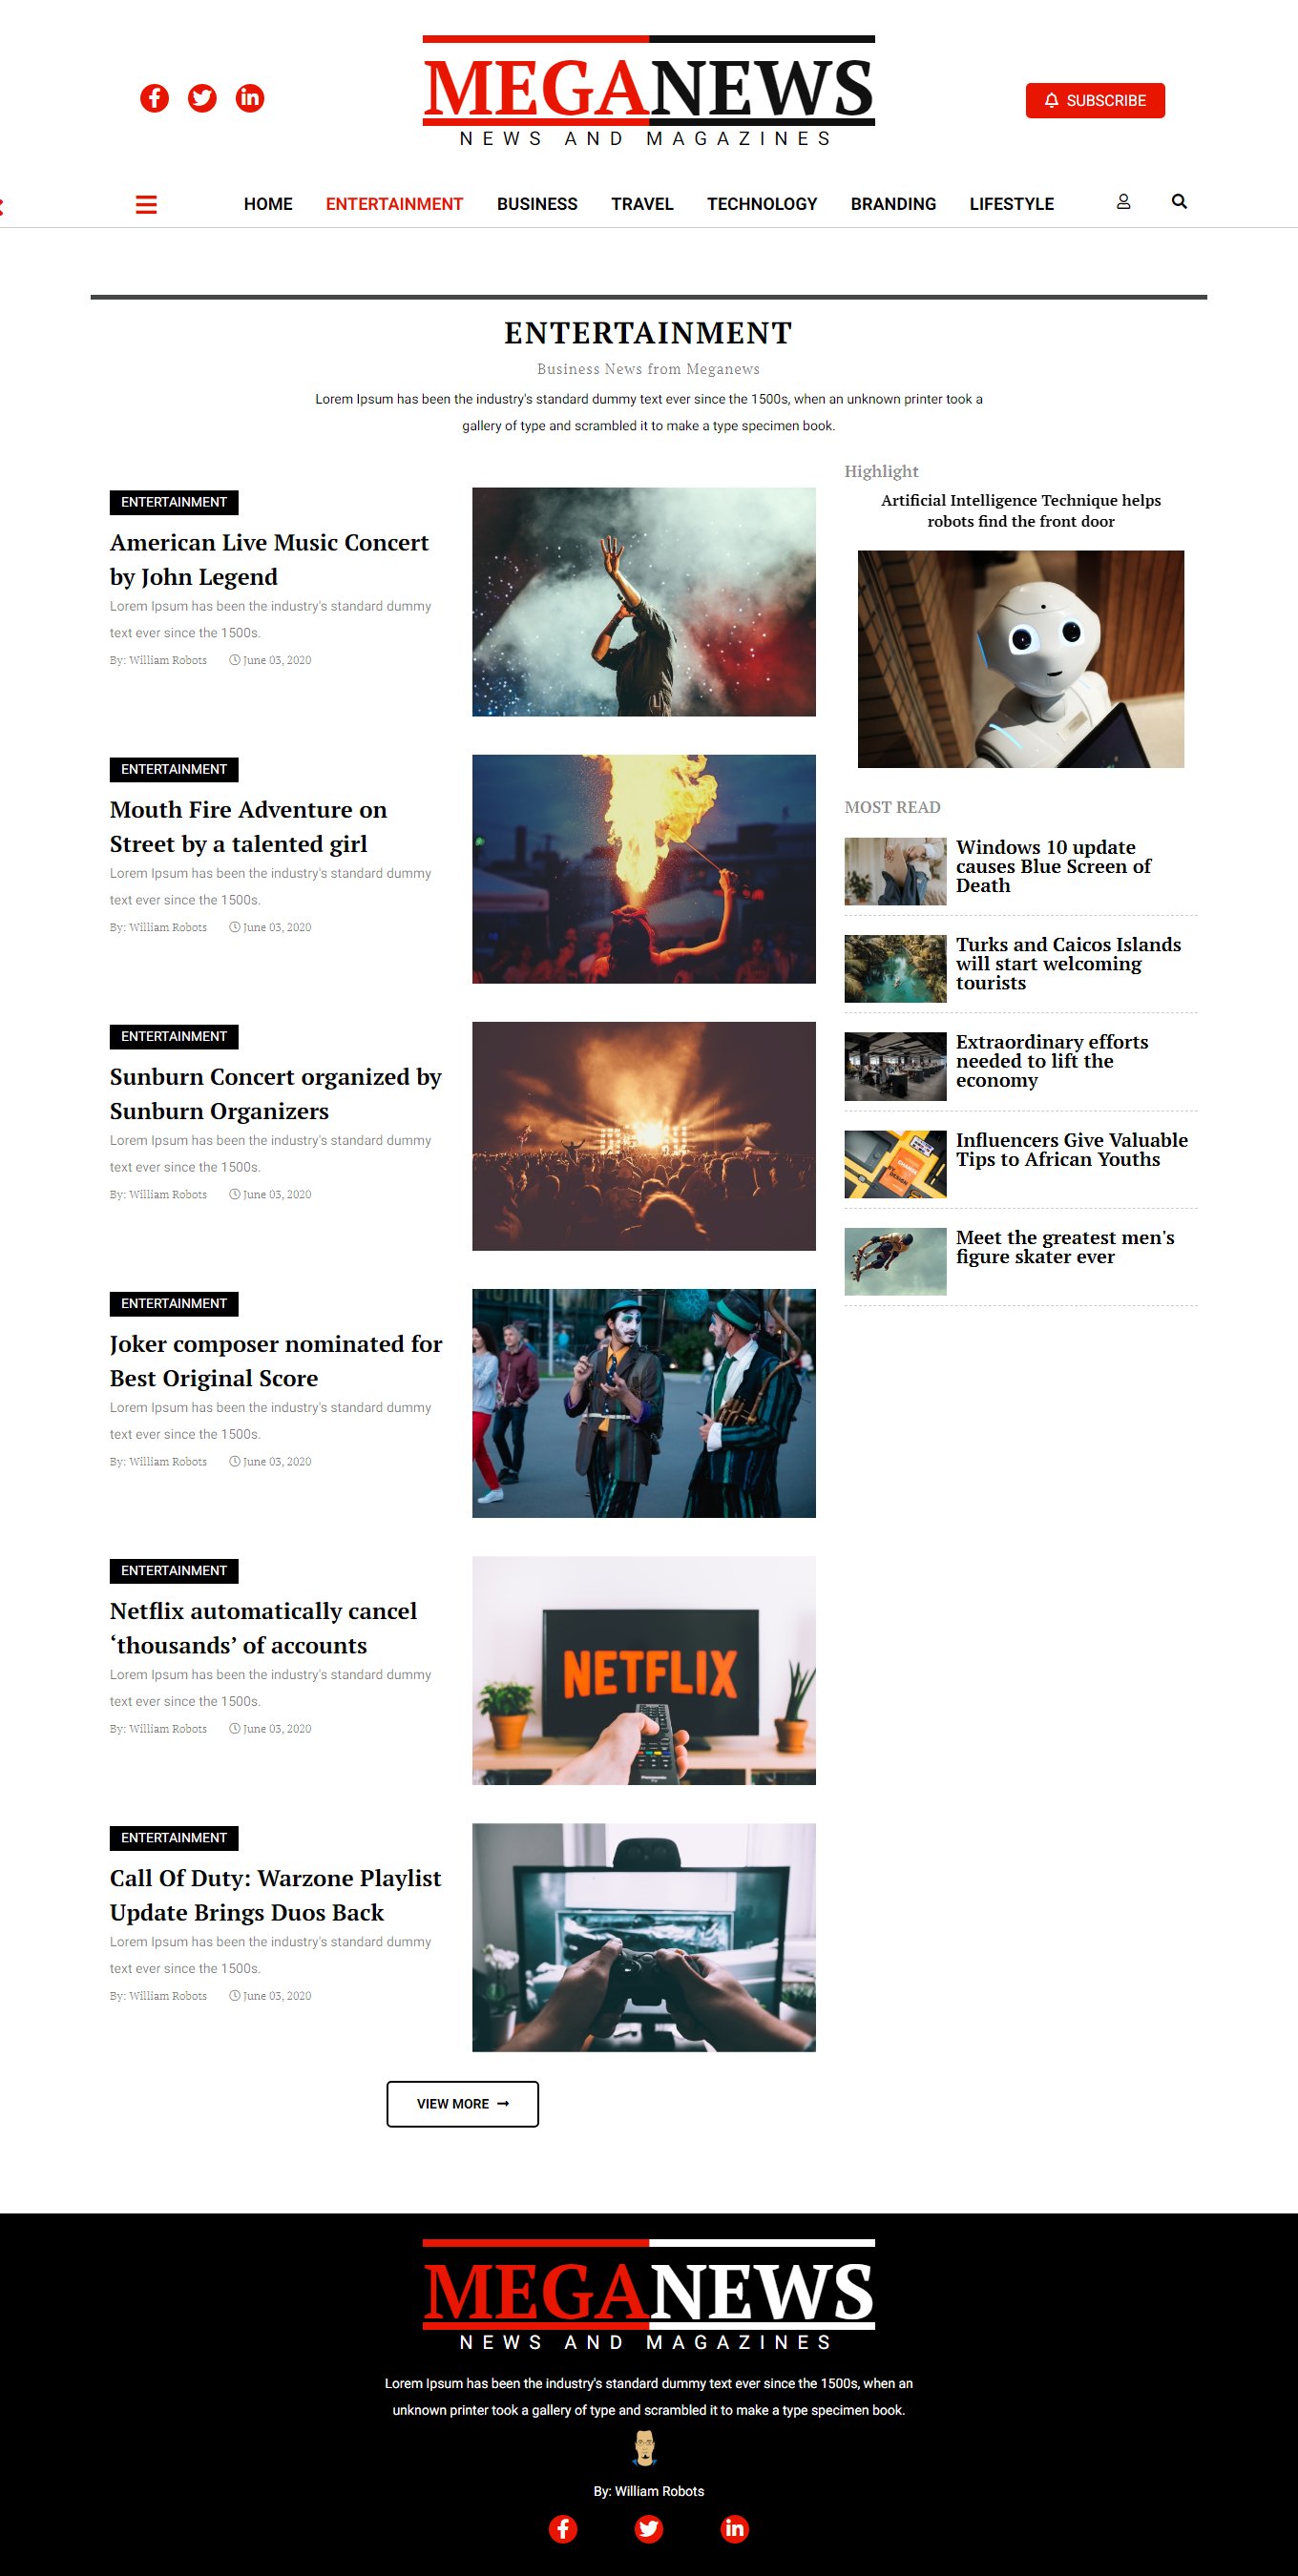 MEGANEWS
NEWS AND MAGAZINES
SUBSCRIBE
HOME ENTERTAINMENT BUSINESS TRAVEL TECHNOLOGY BRANDING LIFESTYLE
ENTERTAINMENT
Business News from Meganews
Lorem Ipsum has been the industry's standard dummy text ever since the 1500s, when an unknown printer took a
gallery of type and scrambled it to make a type specimen book.
ENTERTAINMENT
American Live Music Concert
by John Legend
Lorem Ipsum has been the industry's standard dummy
text ever since the 1500s.
By: William Robots June 03, 2020
ENTERTAINMENT
Mouth Fire Adventure on
Street by a talented girl
Lorem Ipsum has been the industry's standard dummy
text ever since the 1500s.
By: William Robots June 03, 2020
ENTERTAINMENT
Sunburn Concert organized by
Sunburn Organizers
Lorem Ipsum has been the industry's standard dummy
text ever since the 1500s.
By: William Robots June 03, 2020
ENTERTAINMENT
Joker composer nominated for
Best Original Score
Lorem Ipsum has been the industry's standard dummy
text ever since the 1500s.
By: William Robots June 03, 2020
ENTERTAINMENT
Netflix automatically cancel
‘thousands’ of accounts
Lorem Ipsum has been the industry's standard dummy
text ever since the 1500s.
By: William Robots June 03, 2020
NETFLIX
Panasonic
ENTERTAINMENT
Call Of Duty: Warzone Playlist
Update Brings Duos Back
Lorem Ipsum has been the industry's standard dummy
text ever since the 1500s.
By: William Robots June 03, 2020
VIEW MORE
Highlight
Artificial Intelligence Technique helps
robots find the front door
MOST READ
Windows 10 update
causes Blue Screen of
Death
Turks and Caicos Islands
will start welcoming
tourists
Extraordinary efforts
needed to lift the
economy
Influencers Give Valuable
Tips to African Youths
Meet the greatest men's
figure skater ever
MEGANEWS
NEWS AND MAGAZINES
Lorem Ipsum has been the industry's standard dummy text ever since the 1500s, when an
unknown printer took a gallery of type and scrambled it to make a type specimen book.
By: William Robots